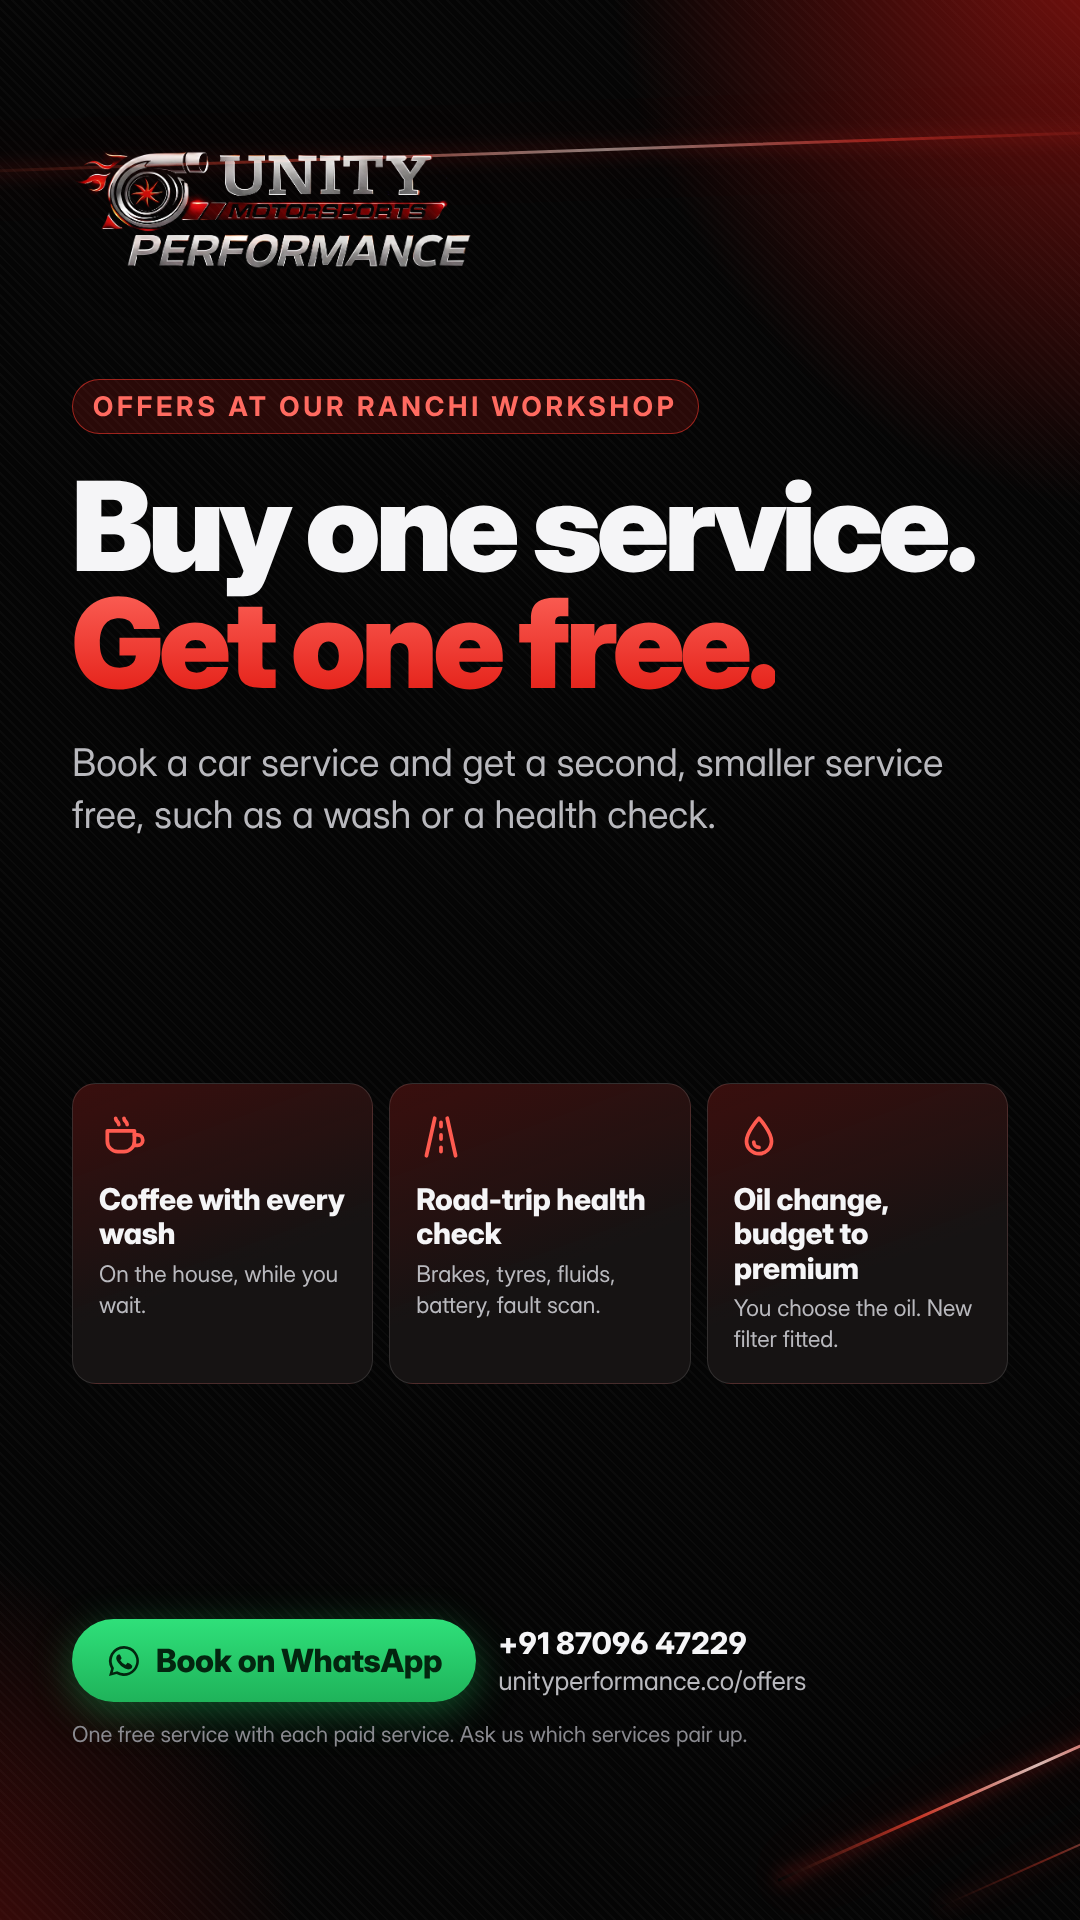 UNITY
MOTORSPORTS
PERFORMANCE
OFFERS AT OUR RANCHI WORKSHOP
Buy one service.
Get one free.
Book a car service and get a second, smaller service
free, such as a wash or a health check.
Coffee with every
wash
On the house, while you
wait.
Road-trip health
check
Brakes, tyres, fluids,
battery, fault scan.
Oil change,
budget to
premium
You choose the oil. New
filter fitted.
Book on WhatsApp
+91 87096 47229
unityperformance.co/offers
One free service with each paid service. Ask us which services pair up.